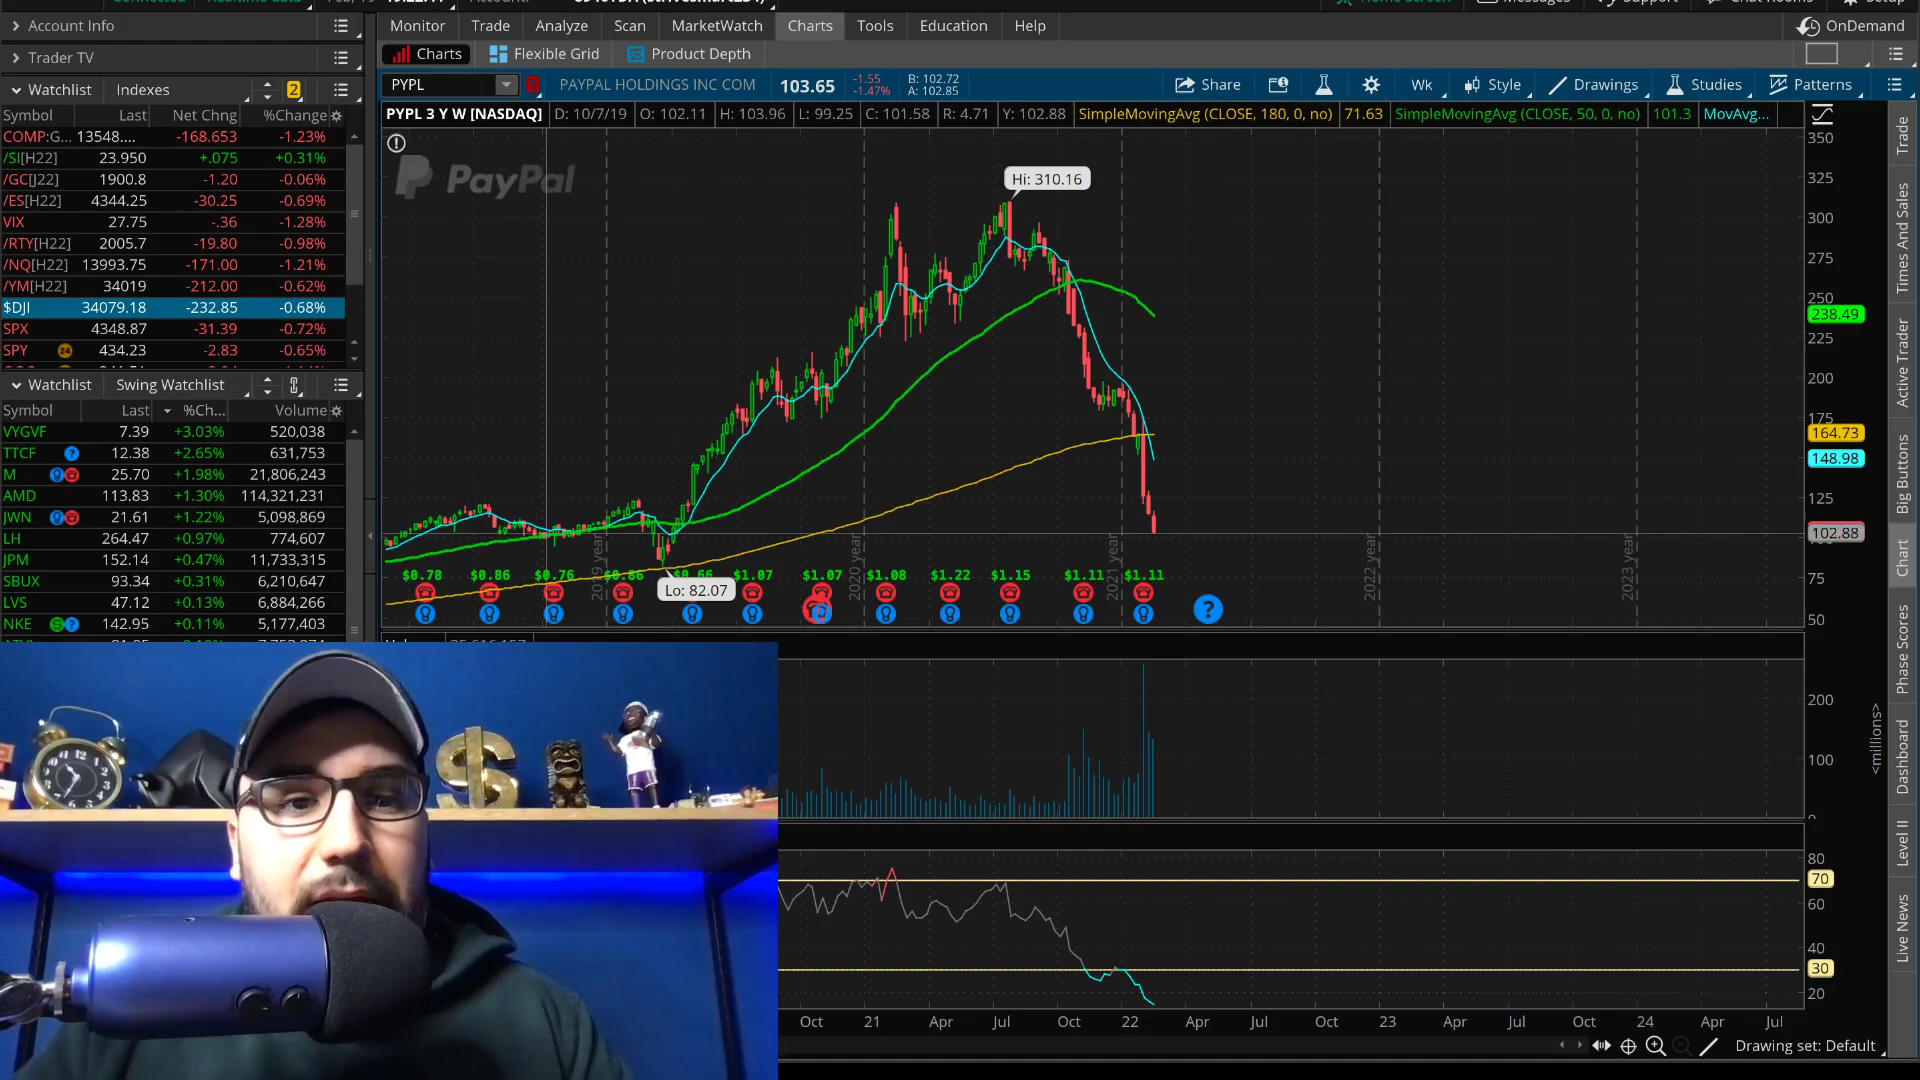 Account Info
Trader TV
Watchlist Indexes 2
Symbol Last Net Chng %Change
COMP:G... 13548.... -168.653 -1.23%
/SI[H22] 23.950 +.075 +0.31%
/GC[J22] 1900.8 -1.20 -0.06%
/ES[H22] 4344.25 -30.25 -0.69%
VIX 27.75 -.36 -1.28%
/RTY[H22] 2005.7 -19.80 -0.98%
/NQ[H22] 13993.75 -171.00 -1.21%
/YM[H22] 34019 -212.00 -0.62%
$DJI 34079.18 -232.85 -0.68%
SPX 4348.87 -31.39 -0.72%
SPY 24 434.23 -2.83 -0.65%
Watchlist Swing Watchlist
Symbol Last %Ch... Volume
VYGVF 7.39 +3.03% 520,038
TTCF ? 12.38 +2.65% 631,753
M 25.70 +1.98% 21,806,243
AMD 113.83 +1.30% 114,321,231
JWN 21.61 +1.22% 5,098,869
LH 264.47 +0.97% 774,607
JPM 152.14 +0.47% 11,733,315
SBUX 93.34 +0.31% 6,210,647
LVS 47.12 +0.13% 6,884,266
NKE S ? 142.95 +0.11% 5,177,403
Monitor Trade Analyze Scan MarketWatch Charts Tools Education Help OnDemand
Charts Flexible Grid Product Depth
PYPL PAYPAL HOLDINGS INC COM 103.65 -1.55 -1.47% B: 102.72 A: 102.85 Share Wk Style Drawings Studies Patterns
PYPL 3 Y W [NASDAQ] D: 10/7/19 O: 102.11 H: 103.96 L: 99.25 C: 101.58 R: 4.71 Y: 102.88 SimpleMovingAvg (CLOSE, 180, 0, no) 71.63 SimpleMovingAvg (CLOSE, 50, 0, no) 101.3 MovAvg...
PayPal
Hi: 310.16
Lo: 82.07
350
325
300
275
250
238.49
225
200
175
164.73
148.98
125
102.88
75
50
2019 year
2020 year
2021 year
2022 year
2023 year
$0.78 $0.86 $0.76 $0.86 $0.66 $1.07 $1.07 $1.08 $1.22 $1.15 $1.11 $1.11
?
200
100
<millions>
80
70
60
40
30
20
Oct 21 Apr Jul Oct 22 Apr Jul Oct 23 Apr Jul Oct 24 Apr Jul
Drawing set: Default
Trade
Times And Sales
Active Trader
Big Buttons
Chart
Phase Scores
Dashboard
Level II
Live News
$